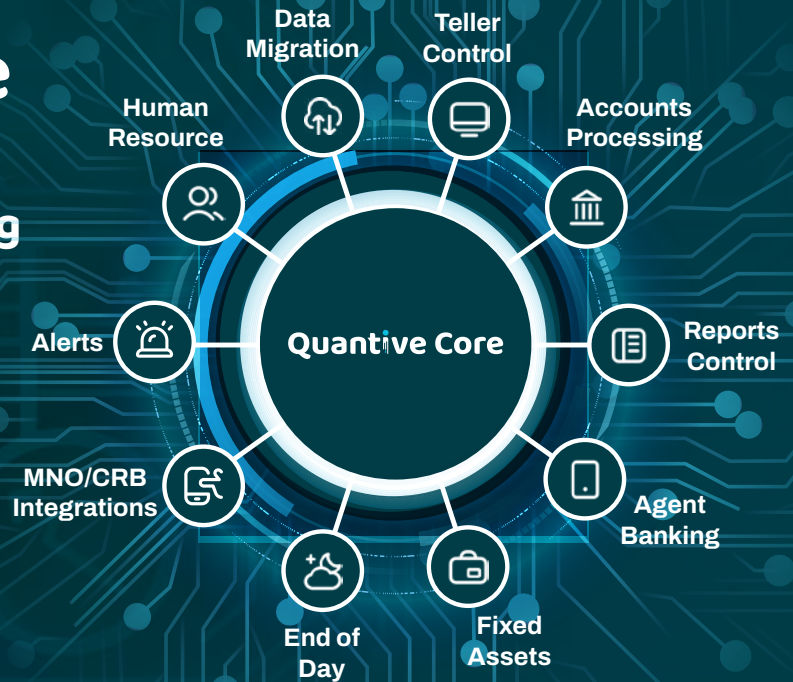 e
g
Data
Migration
Teller
Control
Human
Resource
Accounts
Processing
Alerts
Quantive Core
Reports
Control
MNO/CRB
Integrations
Agent
Banking
End of
Day
Fixed
Assets